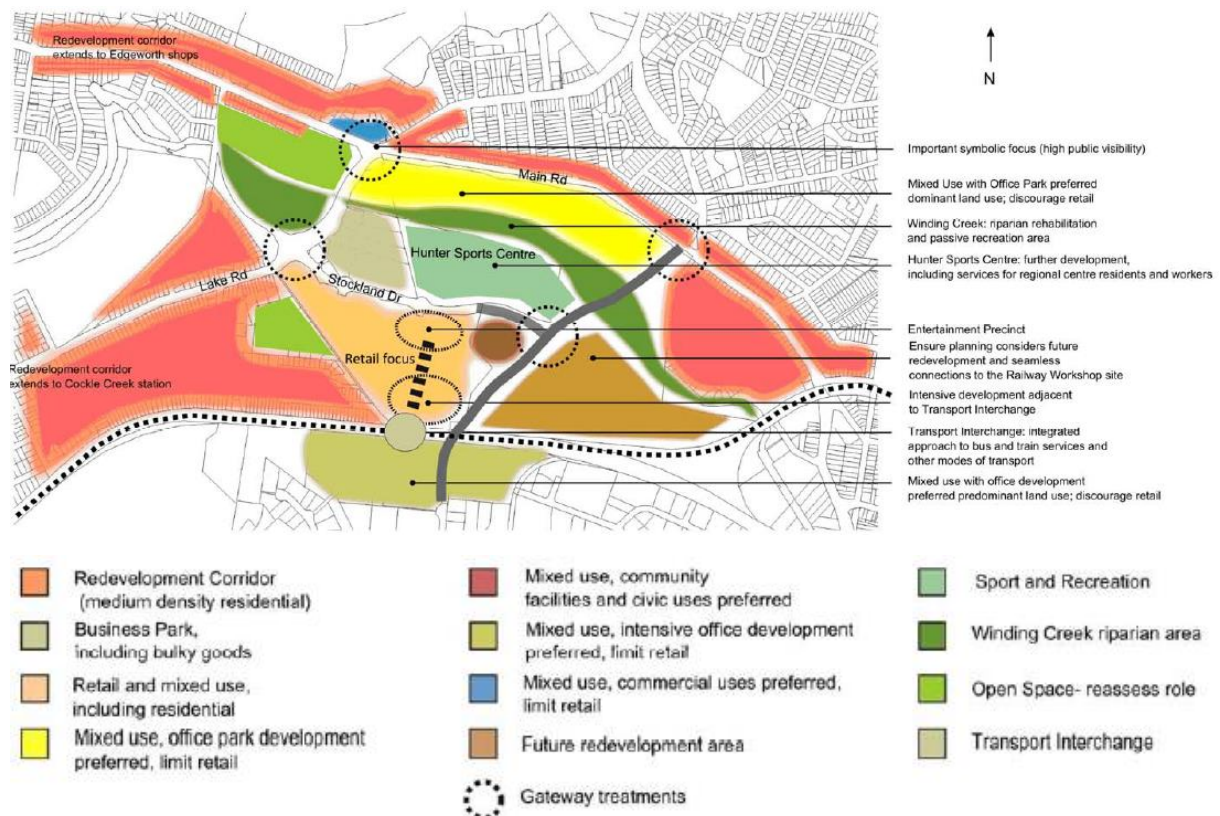 Redevelopment corridor
extends to Edgeworth shops
N
Important symbolic focus (high public visibility)
Main Rd
Mixed Use with Office Park preferred
dominant land use; discourage retail
Winding Creek: riparian rehabilitation
and passive recreation area
Hunter Sports Centre
Hunter Sports Centre: further development,
including services for regional centre residents and workers
Lake Rd
Stockland Dr
Entertainment Precinct
Ensure planning considers future
redevelopment and seamless
connections to the Railway Workshop site
Retail focus
Redevelopment corridor
extends to Cockle Creek station
Intensive development adjacent
to Transport Interchange
Transport Interchange: integrated
approach to bus and train services and
other modes of transport
Mixed use with office development
preferred predominant land use; discourage retail
Redevelopment Corridor
(medium density residential)
Business Park,
including bulky goods
Retail and mixed use,
including residential
Mixed use, office park development
preferred, limit retail
Mixed use, community
facilities and civic uses preferred
Mixed use, intensive office development
preferred, limit retail
Mixed use, commercial uses preferred,
limit retail
Future redevelopment area
Gateway treatments
Sport and Recreation
Winding Creek riparian area
Open Space- reassess role
Transport Interchange